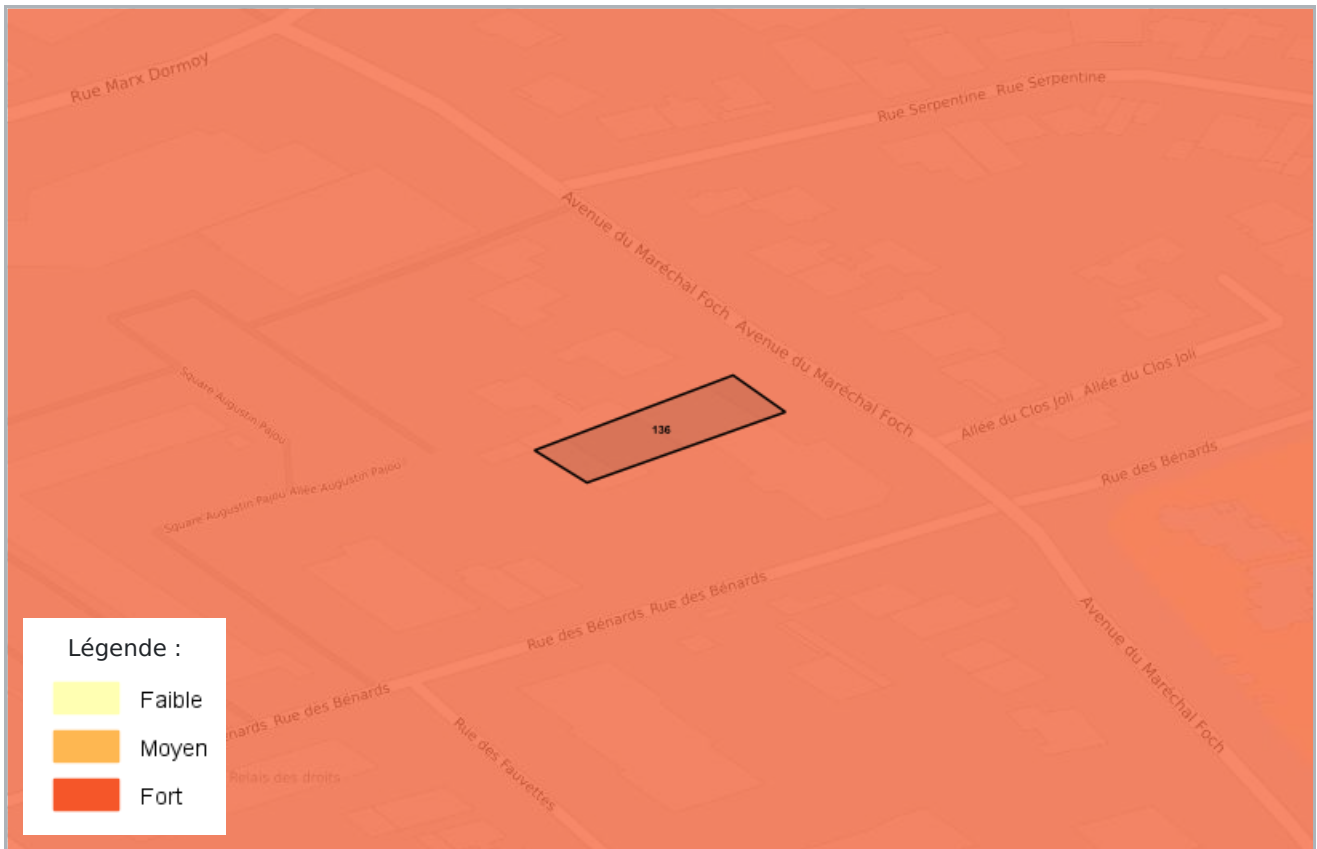 Rue Marx Dormoy
Rue Serpentine Rue Serpentine
Avenue du Maréchal Foch Avenue du Maréchal Foch
Square Augustin Pajou
136
Allée du Clos Joli Allée du Clos Joli
Rue des Bénards
Square Augustin Pajou Allée Augustin Pajou
Rue des Bénards Rue des Bénards
Avenue du Maréchal Foch
Légende :
Faible
Moyen
Fort
nards Rue des Bénards
Rue des Fauvettes
Relais des droits